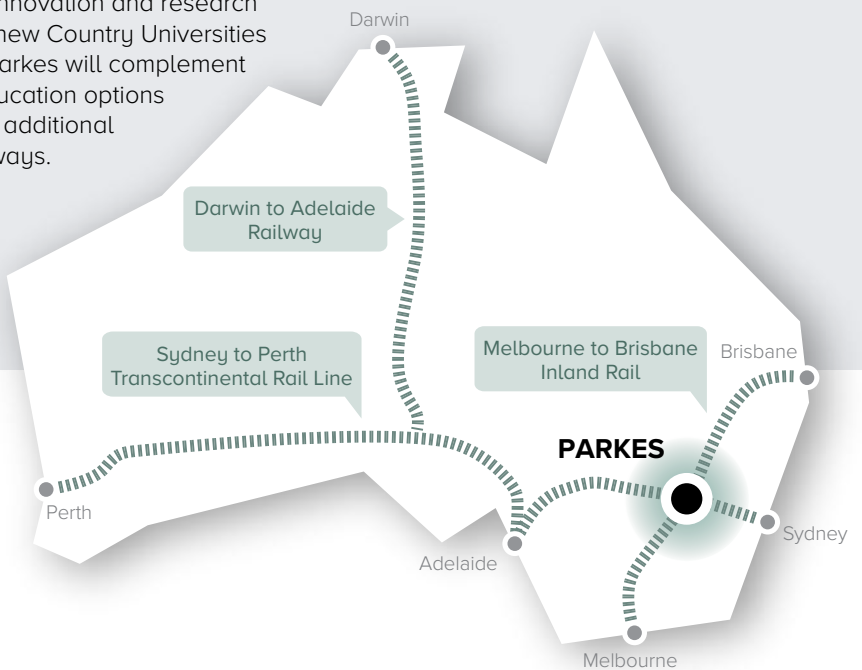 nnovation and research
new Country Universities
arkes will complement
ucation options
additional
ways.
Darwin
Darwin to Adelaide
Railway
Sydney to Perth
Transcontinental Rail Line
Melbourne to Brisbane
Inland Rail
Brisbane
PARKES
Perth
Sydney
Adelaide
Melbourne